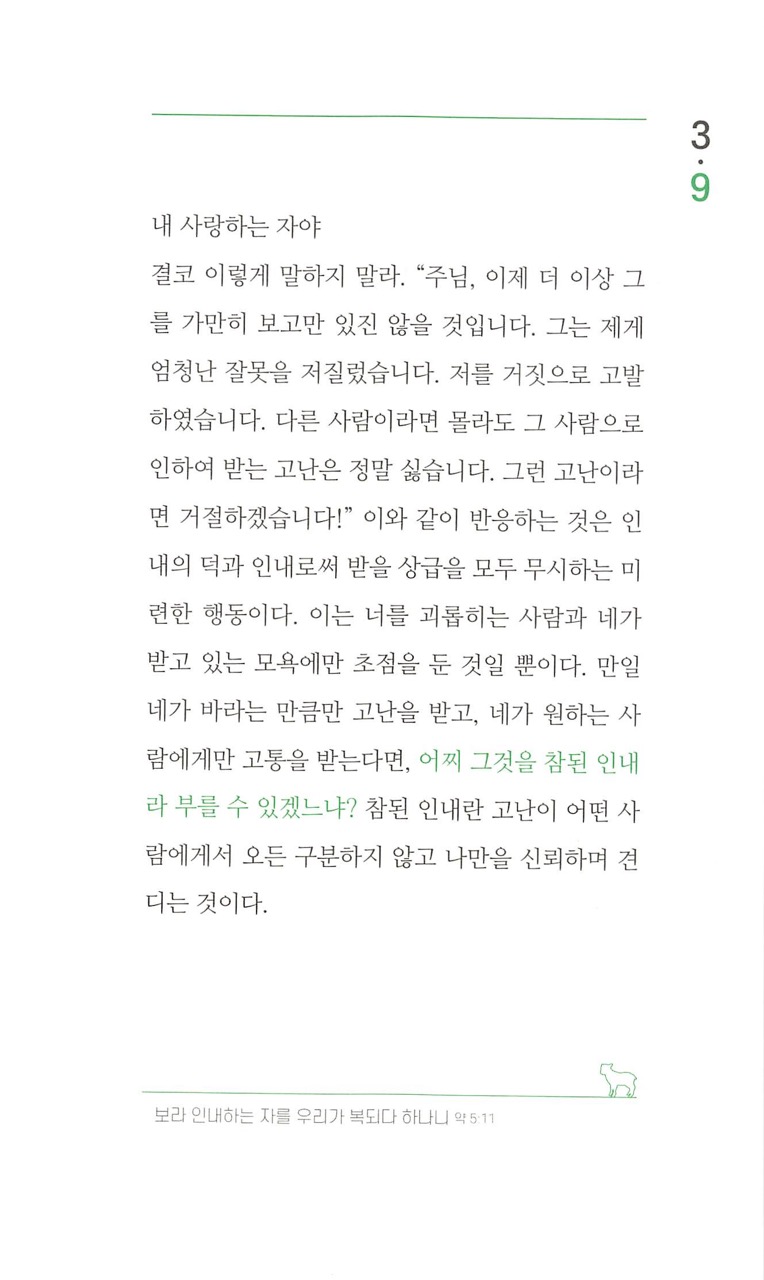 3
·
9
내 사랑하는 자야
결코 이렇게 말하지 말라. “주님, 이제 더 이상 그
를 가만히 보고만 있진 않을 것입니다. 그는 제게
엄청난 잘못을 저질렀습니다. 저를 거짓으로 고발
하였습니다. 다른 사람이라면 몰라도 그 사람으로
인하여 받는 고난은 정말 싫습니다. 그런 고난이라
면 거절하겠습니다!” 이와 같이 반응하는 것은 인
내의 덕과 인내로써 받을 상급을 모두 무시하는 미
련한 행동이다. 이는 너를 괴롭히는 사람과 네가
받고 있는 모욕에만 초점을 둔 것일 뿐이다. 만일
네가 바라는 만큼만 고난을 받고, 네가 원하는 사
람에게만 고통을 받는다면, 어찌 그것을 참된 인내
라 부를 수 있겠느냐? 참된 인내란 고난이 어떤 사
람에게서 오든 구분하지 않고 나만을 신뢰하며 견
디는 것이다.
보라 인내하는 자를 우리가 복되다 하나니 약 5:11